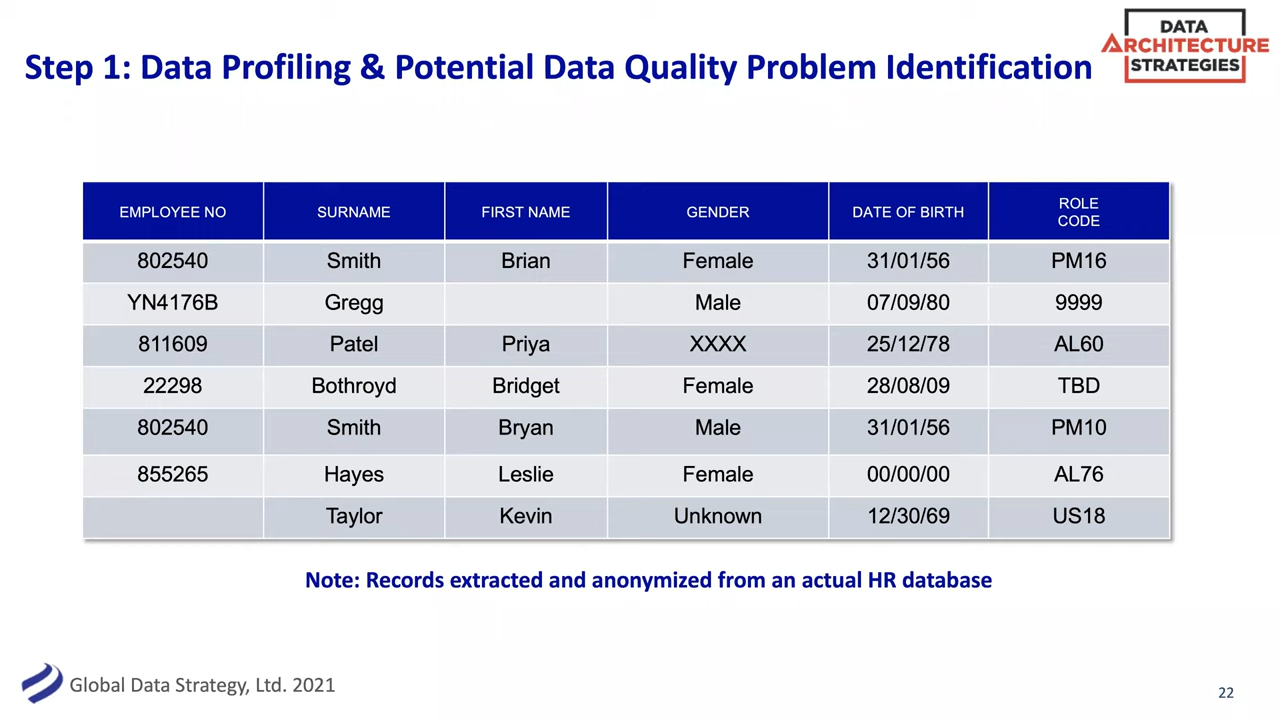 Step 1: Data Profiling & Potential Data Quality Problem Identification
DATA
ARCHITECTURE
STRATEGIES
EMPLOYEE NO SURNAME FIRST NAME GENDER DATE OF BIRTH ROLE CODE
802540 Smith Brian Female 31/01/56 PM16
YN4176B Gregg Male 07/09/80 9999
811609 Patel Priya XXXX 25/12/78 AL60
22298 Bothroyd Bridget Female 28/08/09 TBD
802540 Smith Bryan Male 31/01/56 PM10
855265 Hayes Leslie Female 00/00/00 AL76
Taylor Kevin Unknown 12/30/69 US18
Note: Records extracted and anonymized from an actual HR database
Global Data Strategy, Ltd. 2021
22